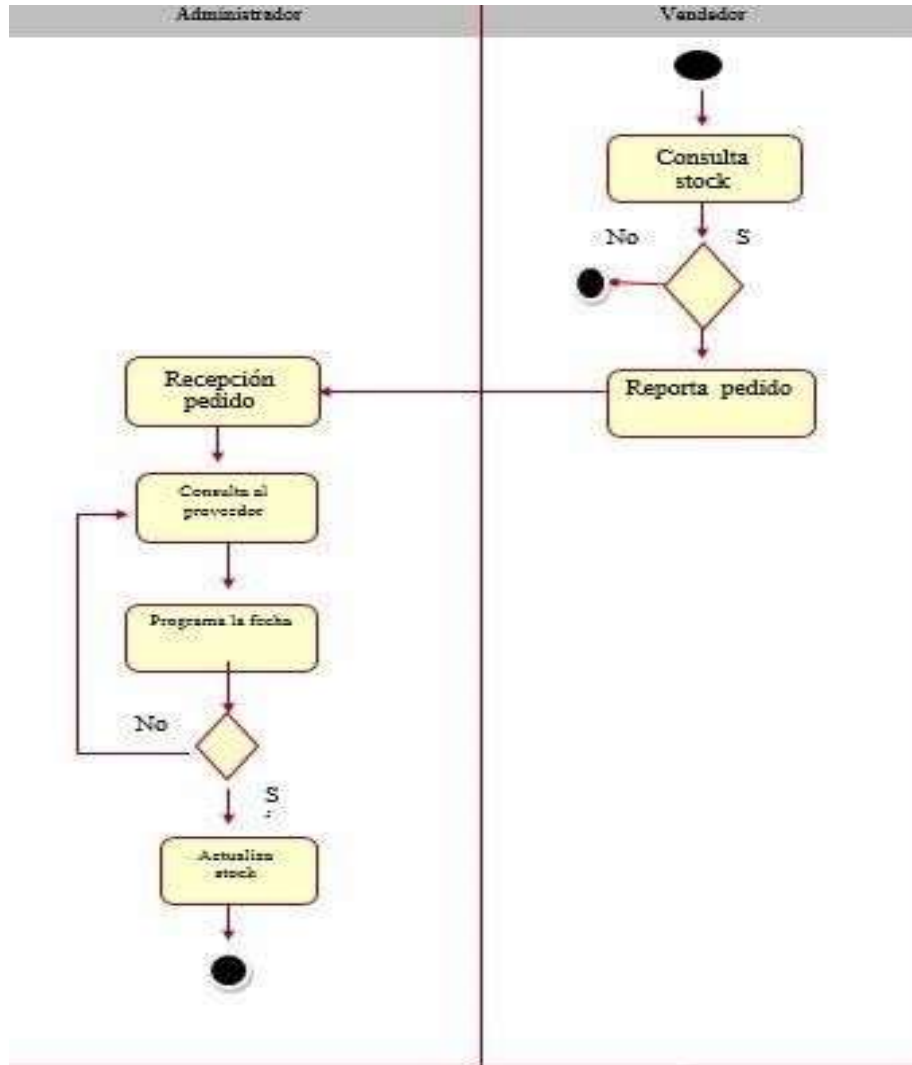 Administrador
Vendedor
Consulta
stock
No
S
Reporta pedido
Recepción
pedido
Consulta al
proveedor
Programa la fecha
No
S
Actualiza
stock